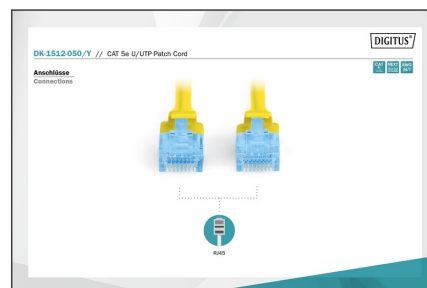 DIGITUS®
DK-1512-050/Y // CAT 5e U/UTP Patch Cord
Anschlüsse
Connections
RJ45